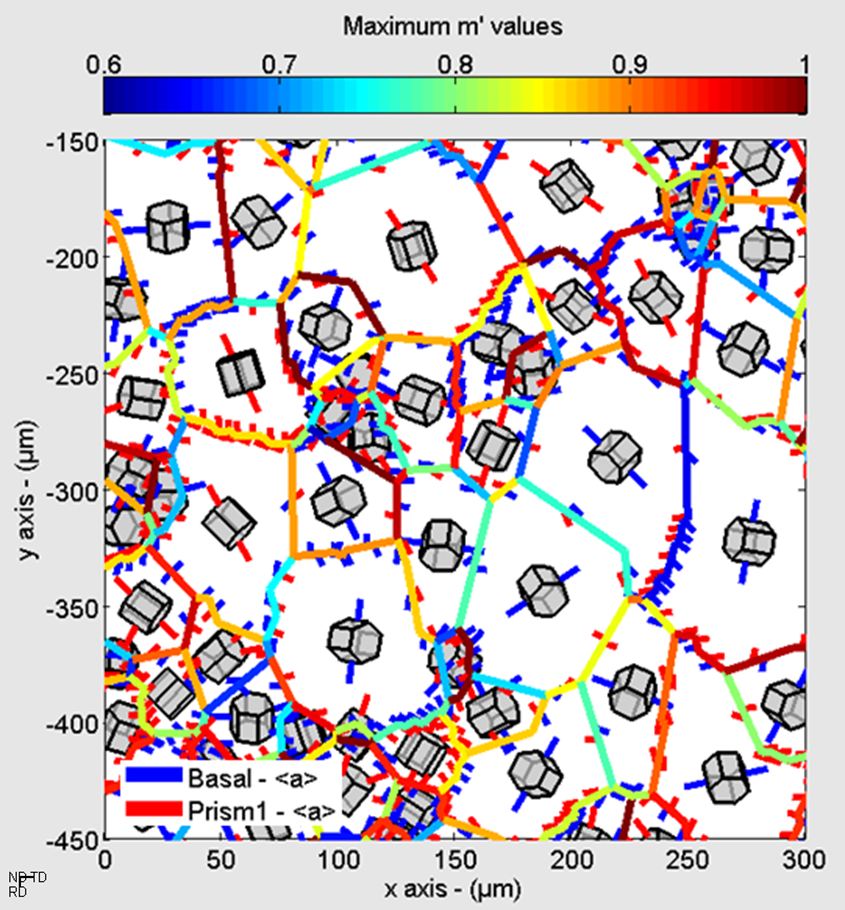 Maximum m' values
0.6 0.7 0.8 0.9 1
-150
-200
-250
-300
-350
-400
-450
y axis - (µm)
Basal - <a>
Prism1 - <a>
0 50 100 150 200 250 300
x axis - (µm)
TD
RD